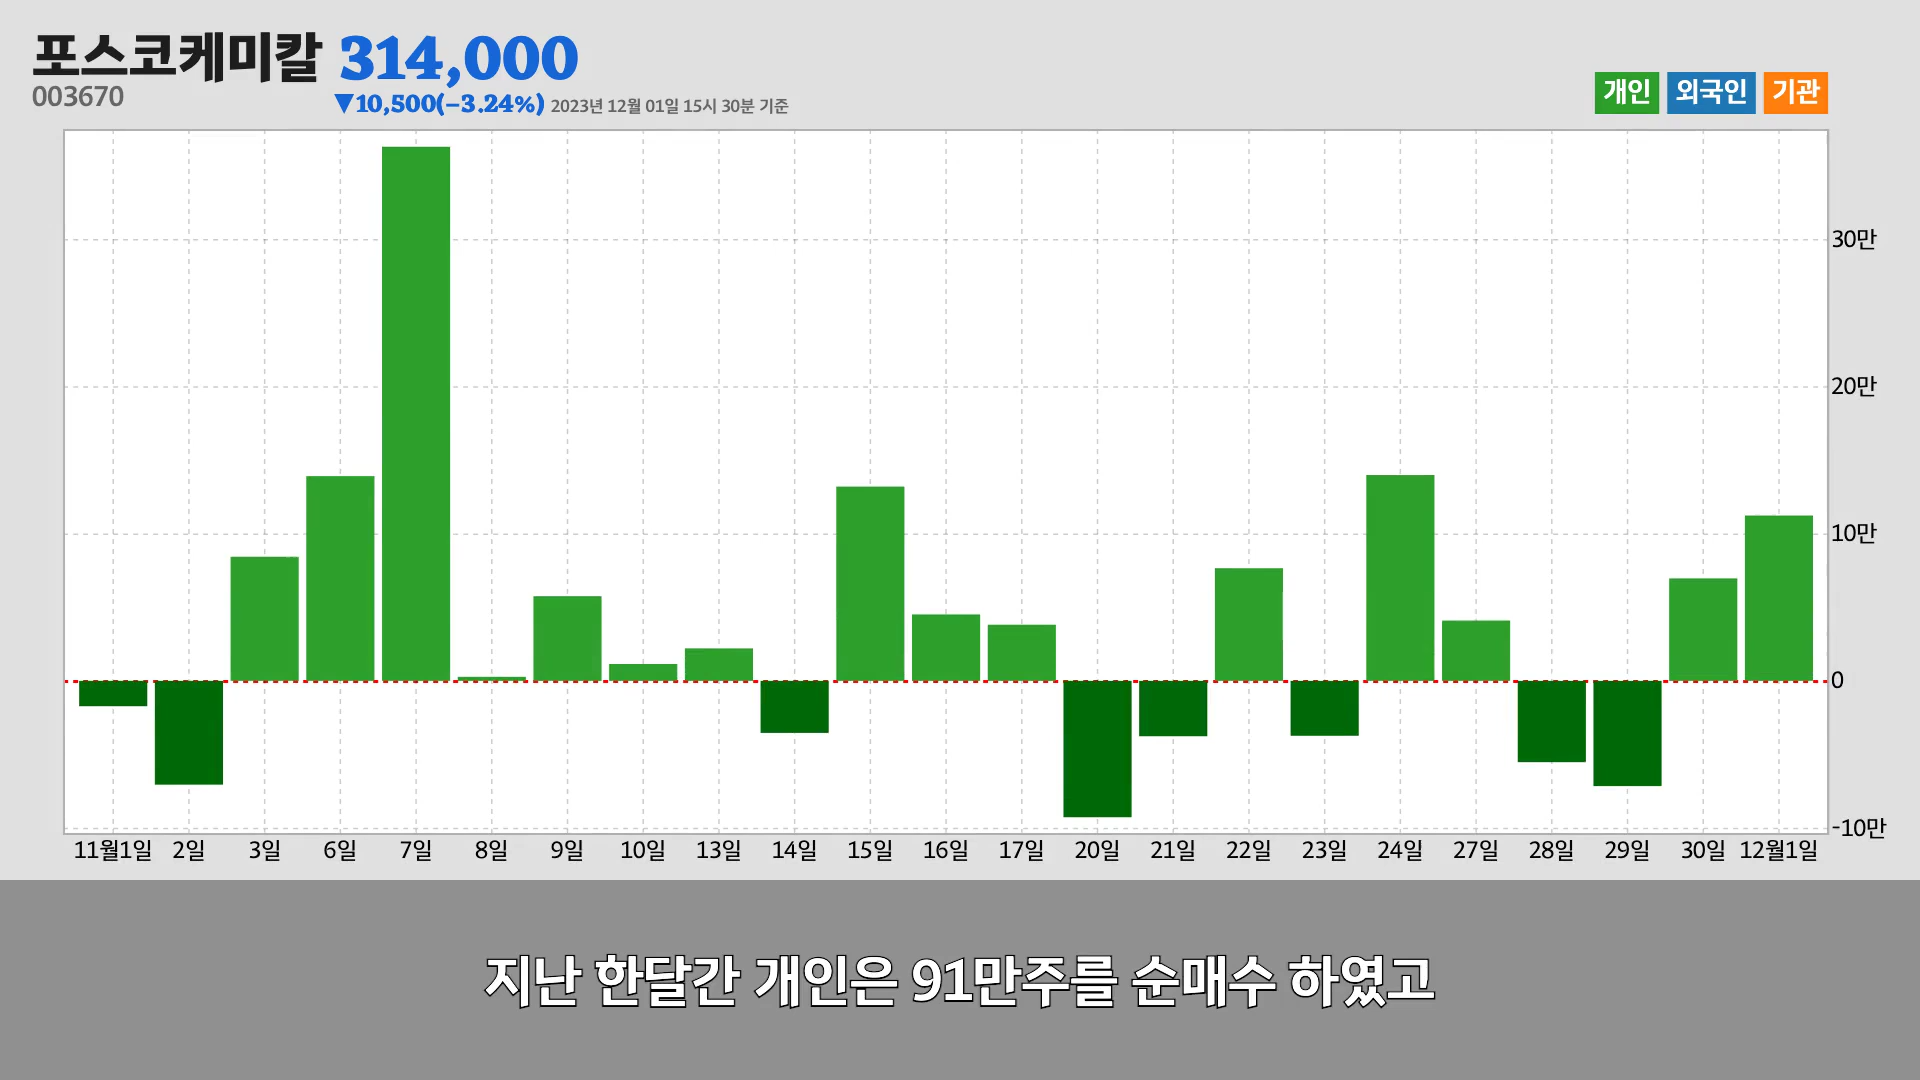 포스코케미칼 314,000
003670
▼10,500(-3.24%) 2023년 12월 01일 15시 30분 기준
개인 외국인 기관
30만
20만
10만
0
-10만
11월1일 2일 3일 6일 7일 8일 9일 10일 13일 14일 15일 16일 17일 20일 21일 22일 23일 24일 27일 28일 29일 30일 12월1일
지난 한달간 개인은 91만주를 순매수 하였고